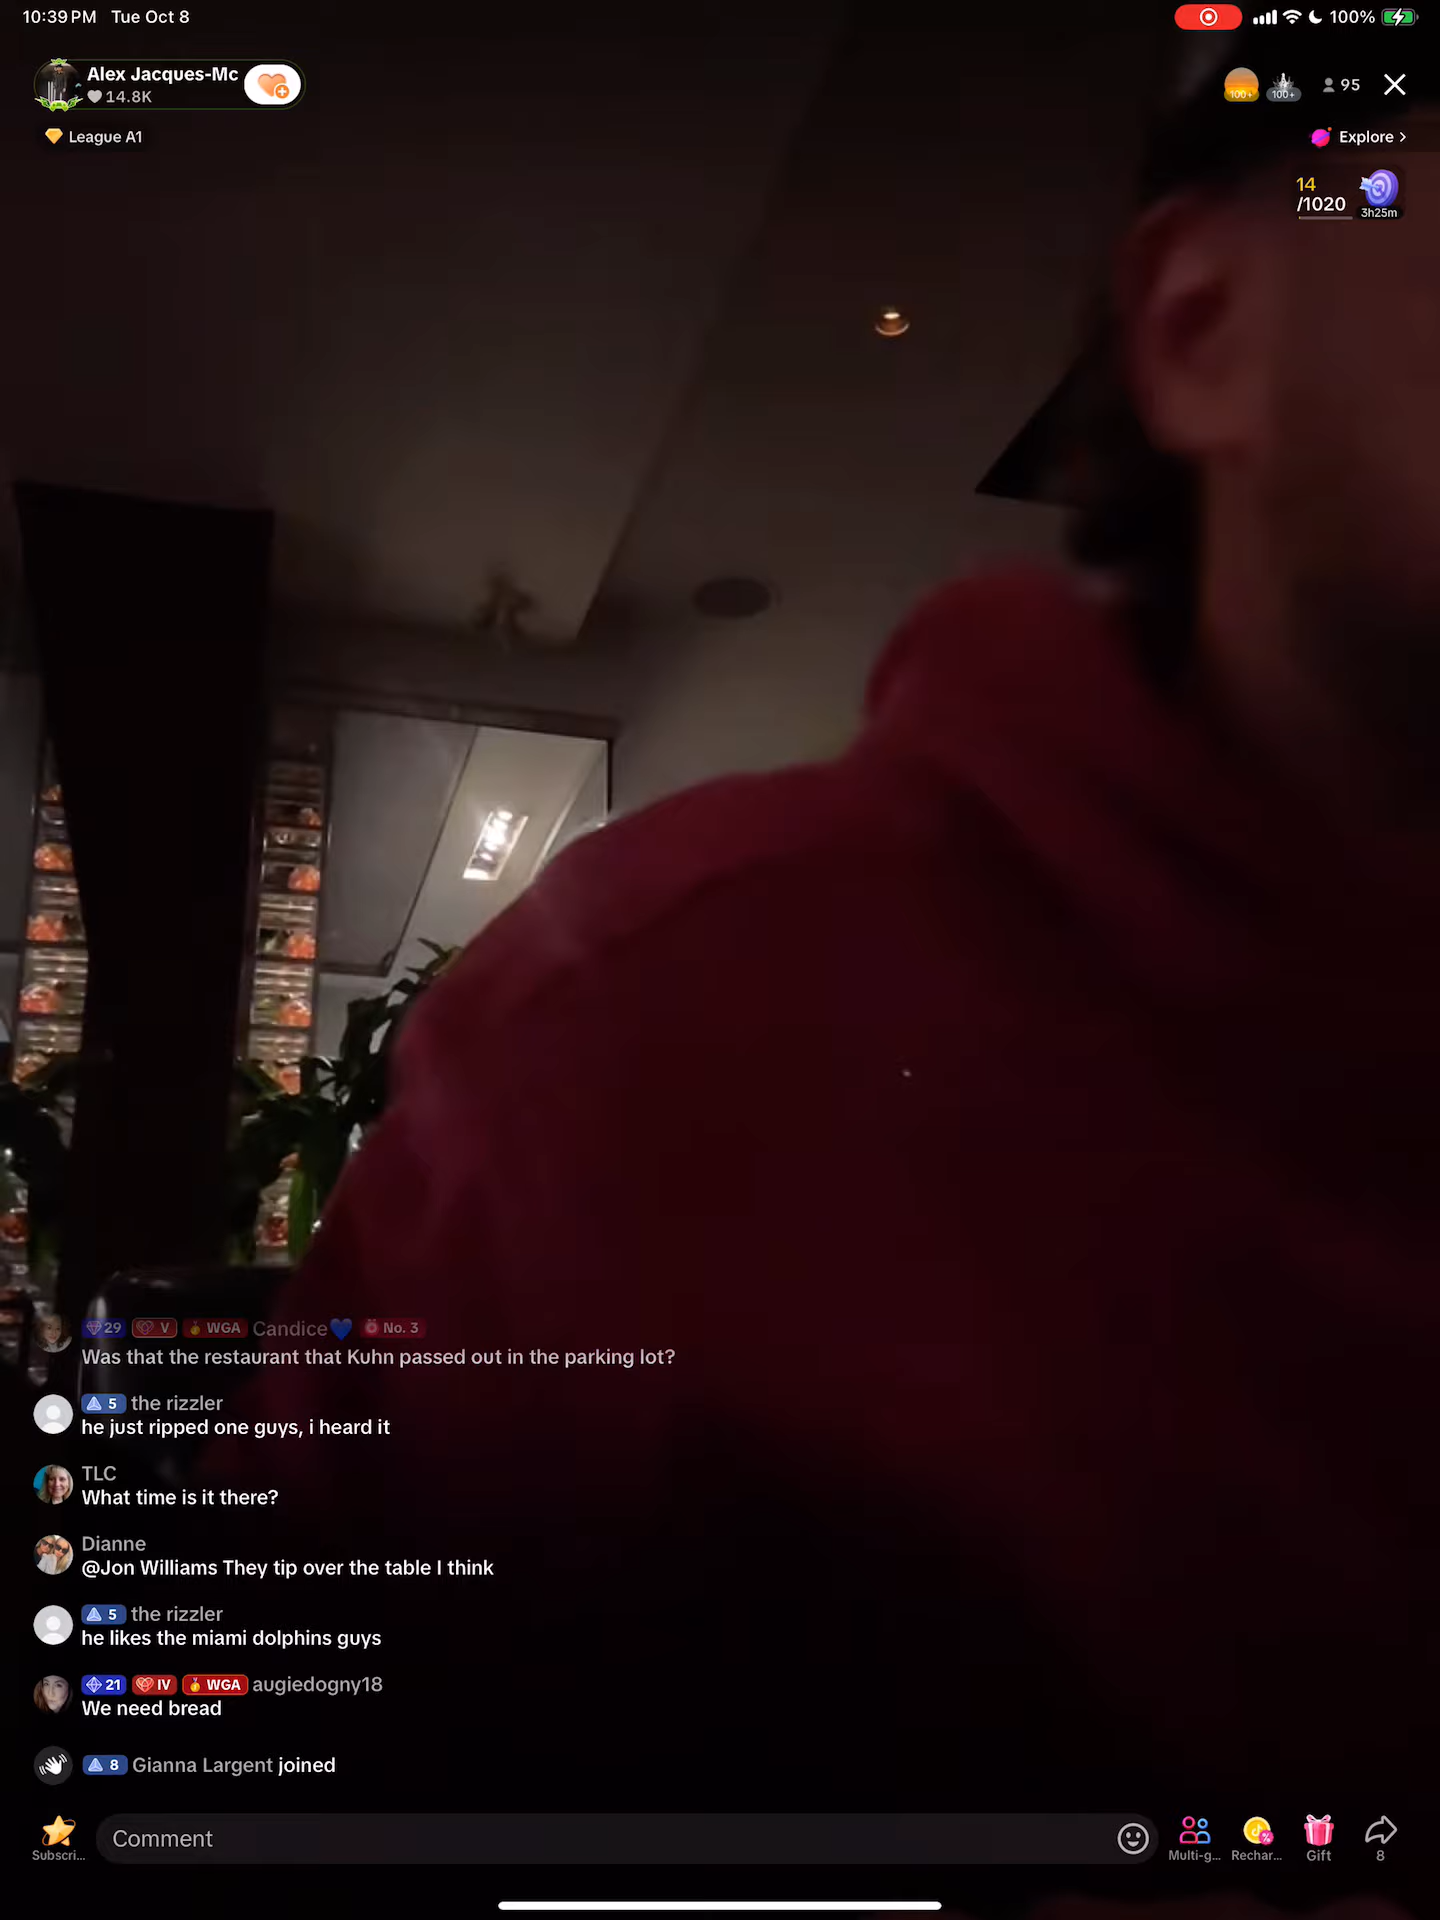 10:39 PM Tue Oct 8
100%
Alex Jacques-Mc
14.8K
100+
100+
95
League A1
Explore >
14
/1020
3h25m
29 V WGA Candice💙 No. 3
Was that the restaurant that Kuhn passed out in the parking lot?
5 the rizzler
he just ripped one guys, i heard it
TLC
What time is it there?
Dianne
@Jon Williams They tip over the table I think
5 the rizzler
he likes the miami dolphins guys
21 IV WGA augiedogny18
We need bread
8 Gianna Largent joined
Comment
Subscri...
Multi-g...
Rechar...
Gift
8